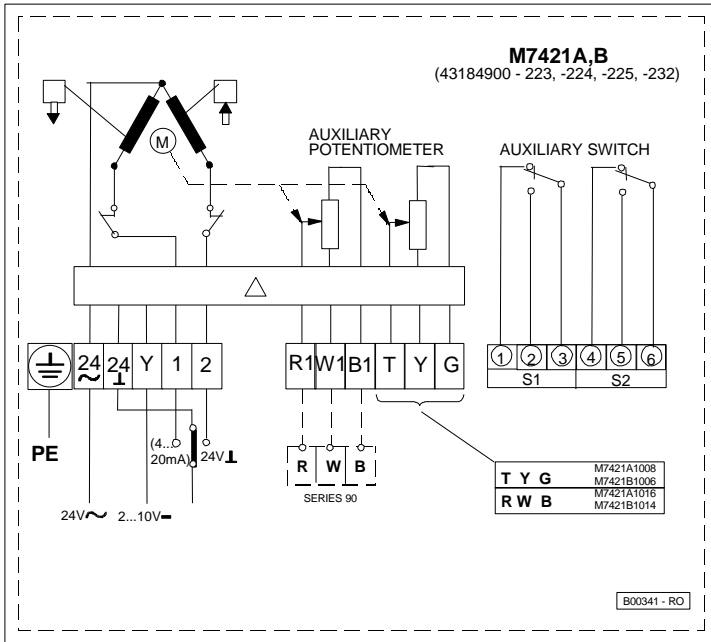 M7421A,B
(43184900 - 223, -224, -225, -232)
M
AUXILIARY
POTENTIOMETER
AUXILIARY SWITCH
24 24 Y 1 2
R1 W1 B1 T Y G
1 2 3 4 5 6
S1 S2
PE
(4...
20mA)
24V
R W B
SERIES 90
24V 2...10V
T Y G M7421A1008
M7421B1006
R W B M7421A1016
M7421B1014
B00341 - RO